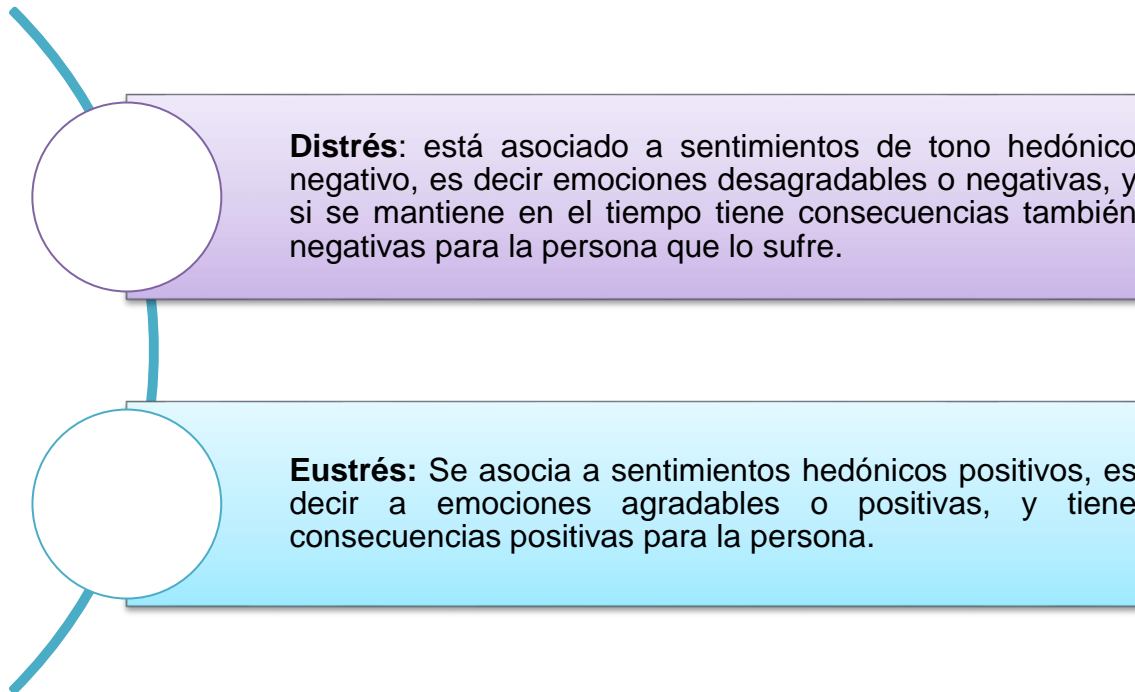 Distrés: está asociado a sentimientos de tono hedónico
negativo, es decir emociones desagradables o negativas, y
si se mantiene en el tiempo tiene consecuencias también
negativas para la persona que lo sufre.
Eustrés: Se asocia a sentimientos hedónicos positivos, es
decir a emociones agradables o positivas, y tiene
consecuencias positivas para la persona.